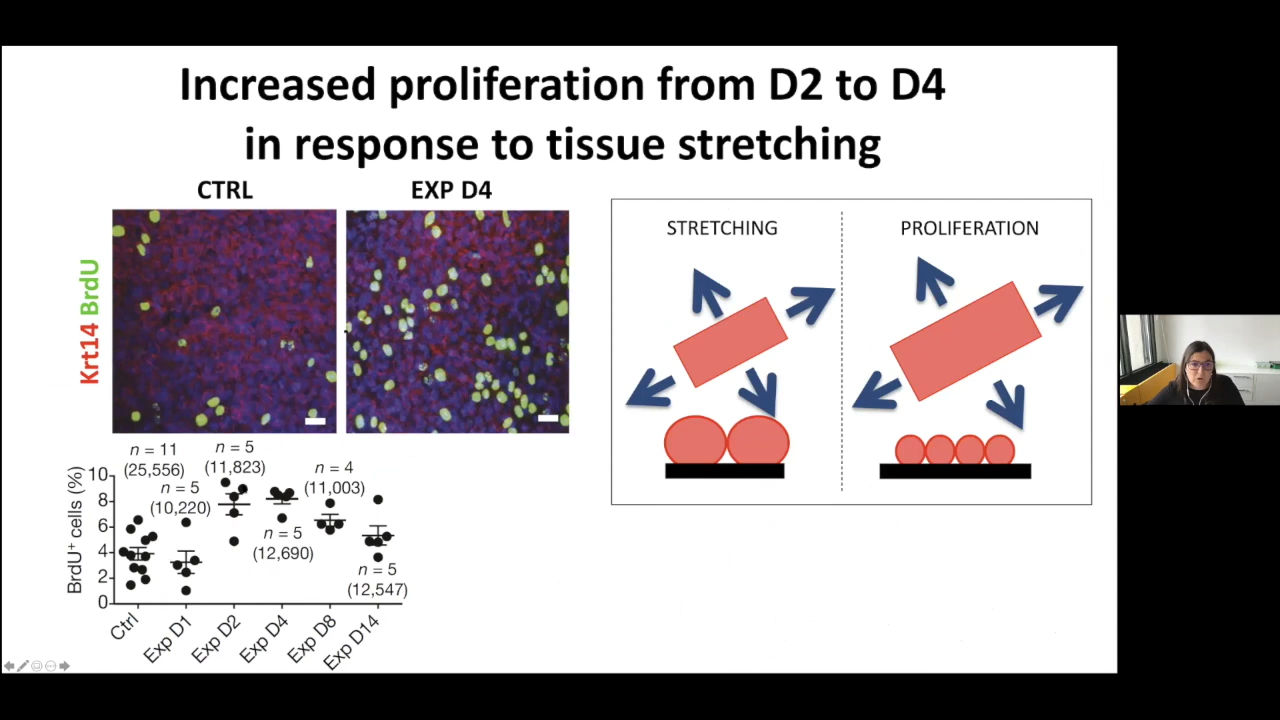 Increased proliferation from D2 to D4
in response to tissue stretching
CTRL
EXP D4
Krt14 BrdU
STRETCHING
PROLIFERATION
n = 11
(25,556)
n = 5
(10,220)
n = 5
(11,823)
n = 5
(12,690)
n = 4
(11,003)
n = 5
(12,547)
BrdU⁺ cells (%)
10
8
6
4
2
0
Ctrl
Exp D1
Exp D2
Exp D4
Exp D8
Exp D14